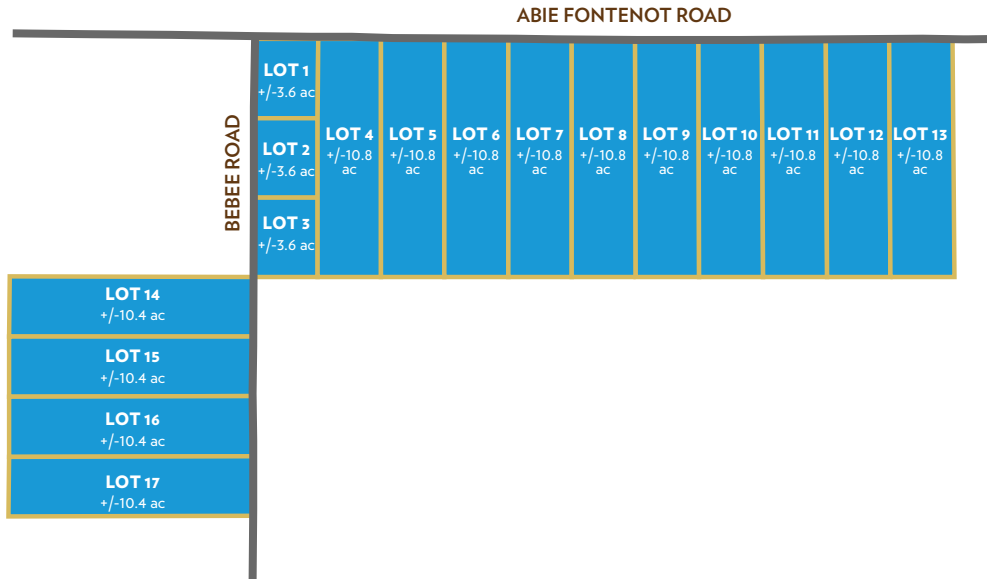 ABIE FONTENOT ROAD
BEBEE ROAD
LOT 1
+/-3.6 ac
LOT 2
+/-3.6 ac
LOT 3
+/-3.6 ac
LOT 4
+/-10.8
ac
LOT 5
+/-10.8
ac
LOT 6
+/-10.8
ac
LOT 7
+/-10.8
ac
LOT 8
+/-10.8
ac
LOT 9
+/-10.8
ac
LOT 10
+/-10.8
ac
LOT 11
+/-10.8
ac
LOT 12
+/-10.8
ac
LOT 13
+/-10.8
ac
LOT 14
+/-10.4 ac
LOT 15
+/-10.4 ac
LOT 16
+/-10.4 ac
LOT 17
+/-10.4 ac